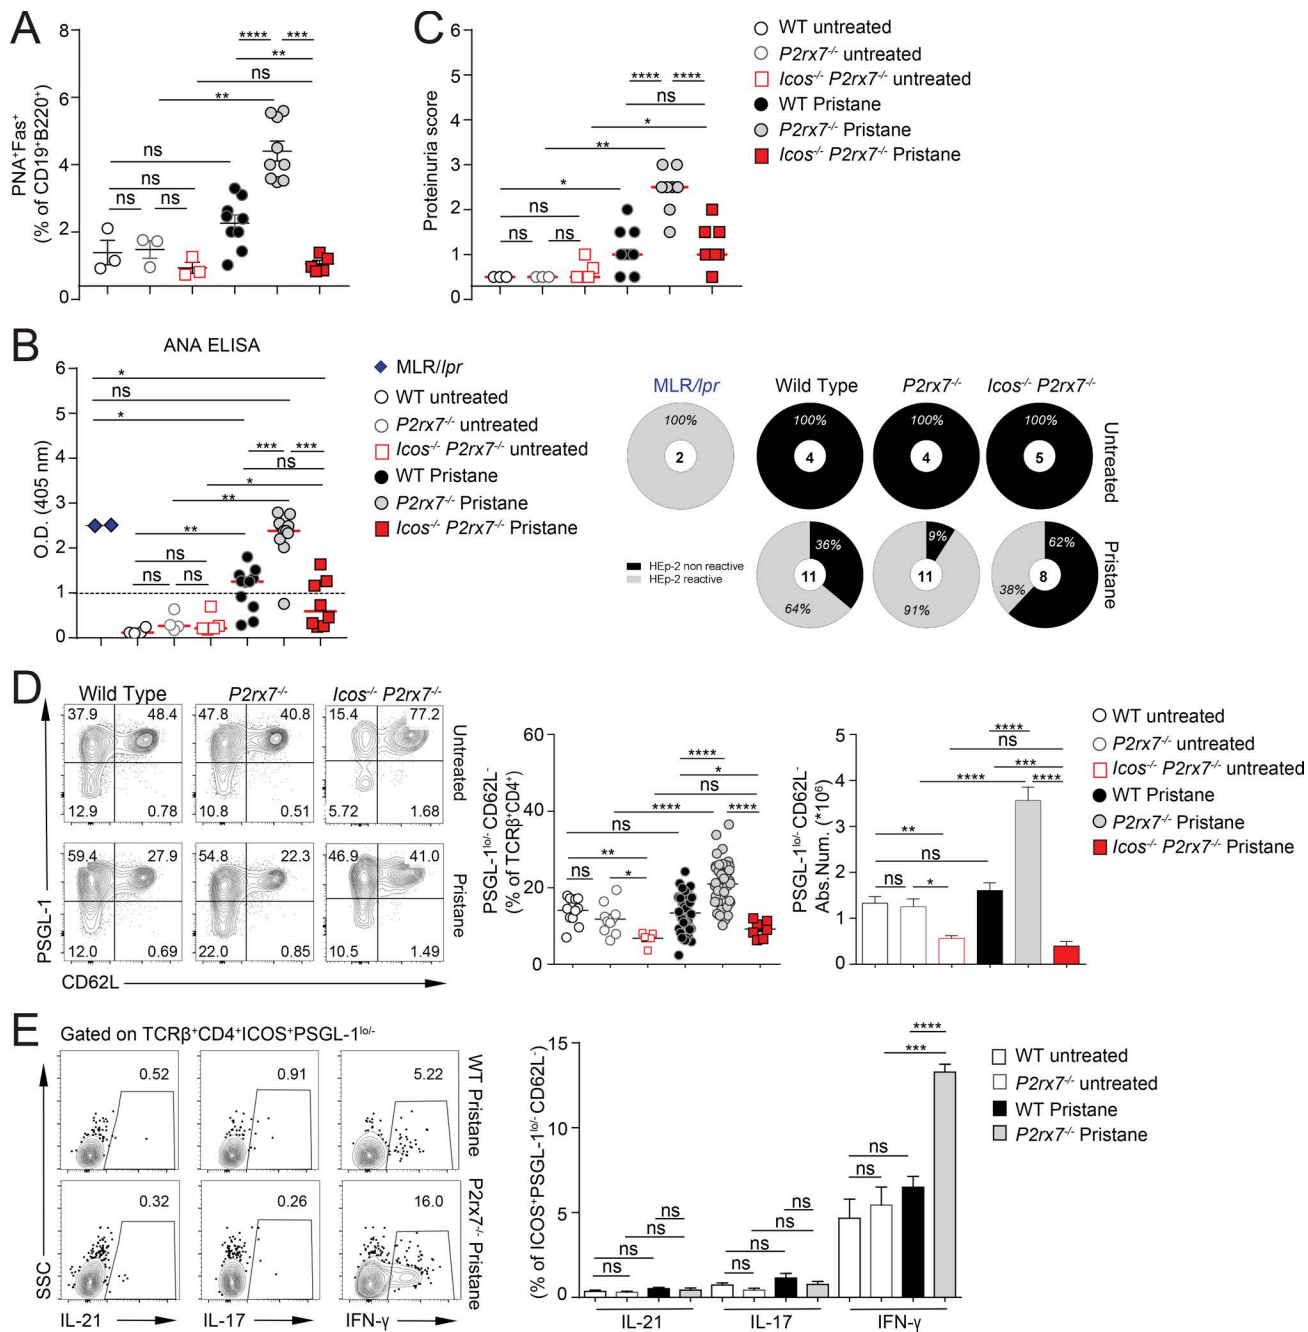 A
PNA⁺Fas⁺
(% of CD19⁺B220⁺)
8
6
4
2
0
**** ***
**
ns
**
ns
ns
ns ns
C
Proteinuria score
6
5
4
3
2
1
0
**** ****
ns
*
**
*
ns
ns ns
WT untreated
P2rx7⁻/⁻ untreated
Icos⁻/⁻ P2rx7⁻/⁻ untreated
WT Pristane
P2rx7⁻/⁻ Pristane
Icos⁻/⁻ P2rx7⁻/⁻ Pristane
B
ANA ELISA
O.D. (405 nm)
6
5
4
3
2
1
0
*
ns
*
*** ***
ns
*
**
**
ns
ns ns
MLR/lpr
WT untreated
P2rx7⁻/⁻ untreated
Icos⁻/⁻ P2rx7⁻/⁻ untreated
WT Pristane
P2rx7⁻/⁻ Pristane
Icos⁻/⁻ P2rx7⁻/⁻ Pristane
MLR/lpr Wild Type P2rx7⁻/⁻ Icos⁻/⁻ P2rx7⁻/⁻
100% 100% 100% 100%
2 4 4 5
Untreated
HEp-2 non reactive
HEp-2 reactive
36% 9% 62%
11 11 8
64% 91% 38%
Pristane
D
Wild Type P2rx7⁻/⁻ Icos⁻/⁻ P2rx7⁻/⁻
37.9 48.4 47.8 40.8 15.4 77.2
12.9 0.78 10.8 0.51 5.72 1.68
Untreated
59.4 27.9 54.8 22.3 46.9 41.0
12.0 0.69 22.0 0.85 10.5 1.49
Pristane
PSGL-1
CD62L
PSGL-1ˡᵒ/⁻ CD62L⁻
(% of TCRβ⁺CD4⁺)
60
40
20
0
****
*
ns
**** ****
ns
**
ns *
PSGL-1ˡᵒ/⁻ CD62L⁻
Abs.Num. (*10⁶)
5
4
3
2
1
0
****
ns
***
**** ****
**
ns
ns *
WT untreated
P2rx7⁻/⁻ untreated
Icos⁻/⁻ P2rx7⁻/⁻ untreated
WT Pristane
P2rx7⁻/⁻ Pristane
Icos⁻/⁻ P2rx7⁻/⁻ Pristane
E
Gated on TCRβ⁺CD4⁺ICOS⁺PSGL-1ˡᵒ/⁻
0.52 0.91 5.22
WT Pristane
0.32 0.26 16.0
P2rx7⁻/⁻ Pristane
SSC
IL-21 IL-17 IFN-γ
(% of ICOS⁺PSGL-1ˡᵒ/⁻ CD62L⁻)
15
10
5
0
ns
ns
ns
ns
ns
ns
ns
ns
****
***
ns
ns
IL-21 IL-17 IFN-γ
WT untreated
P2rx7⁻/⁻ untreated
WT Pristane
P2rx7⁻/⁻ Pristane